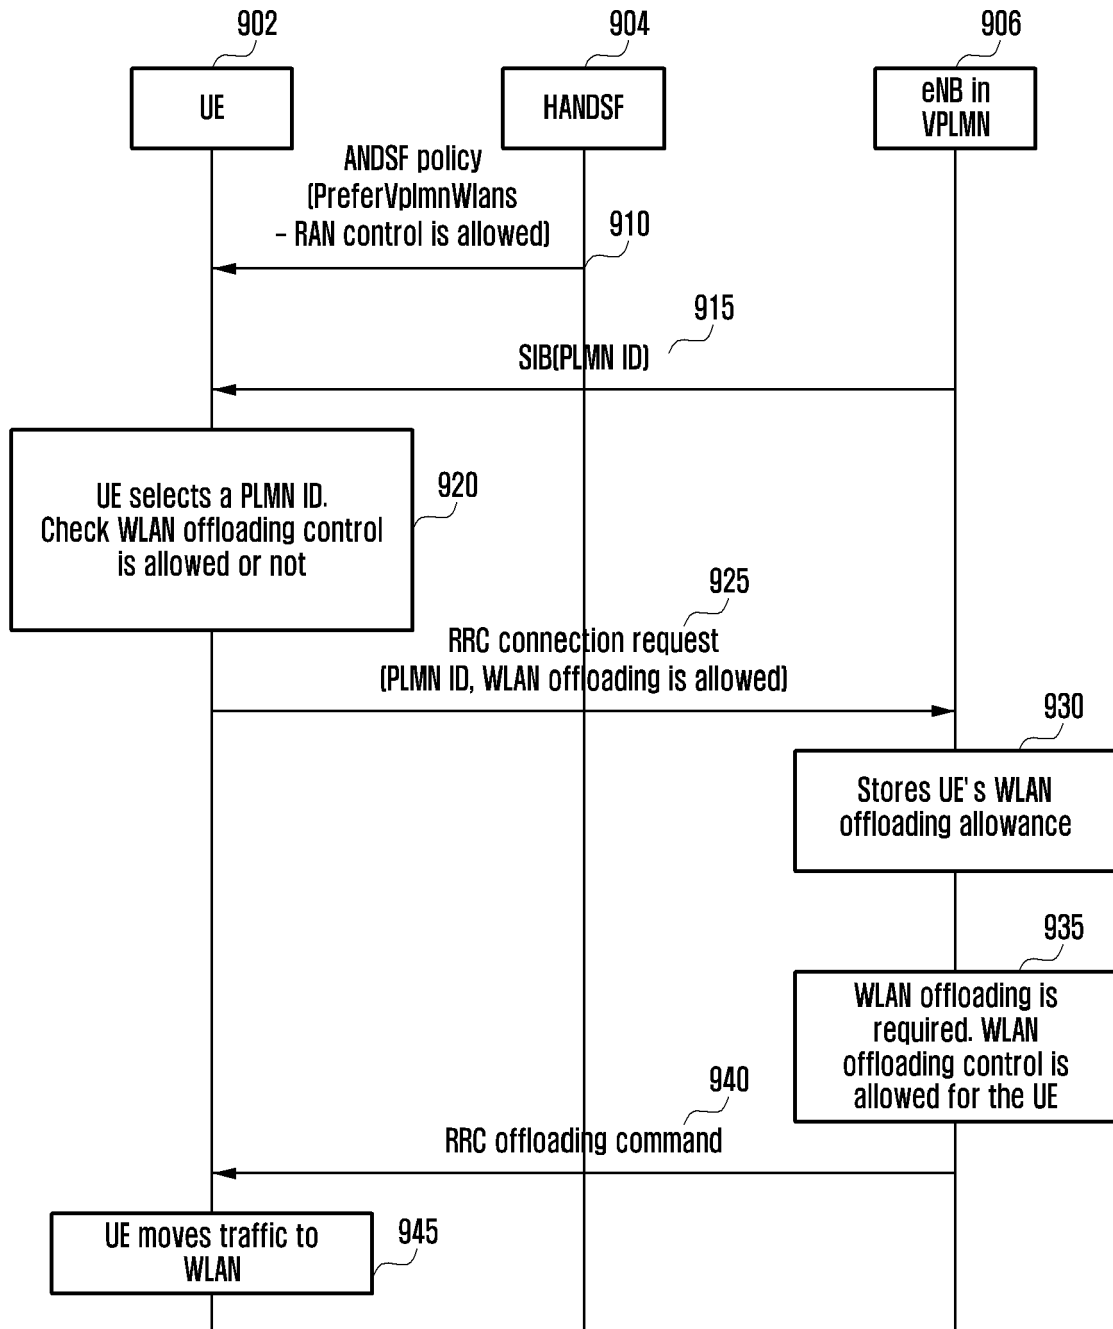 902
904
906
UE
HANDSF
eNB in
VPLMN
ANDSF policy
(PreferVplmnWlans
– RAN control is allowed)
910
915
SIB(PLMN ID)
UE selects a PLMN ID.
Check WLAN offloading control
is allowed or not
920
925
RRC connection request
(PLMN ID, WLAN offloading is allowed)
930
Stores UE's WLAN
offloading allowance
935
WLAN offloading is
required. WLAN
offloading control is
allowed for the UE
940
RRC offloading command
UE moves traffic to
WLAN
945